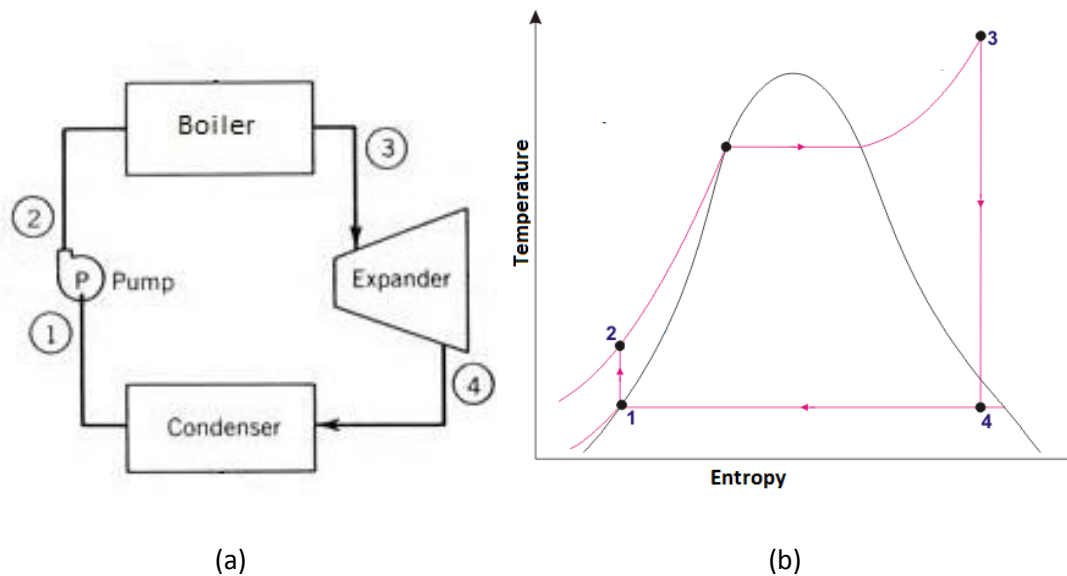 Boiler
3
2
P Pump
Expander
1
4
Condenser
(a)
Temperature
3
2
1
4
Entropy
(b)